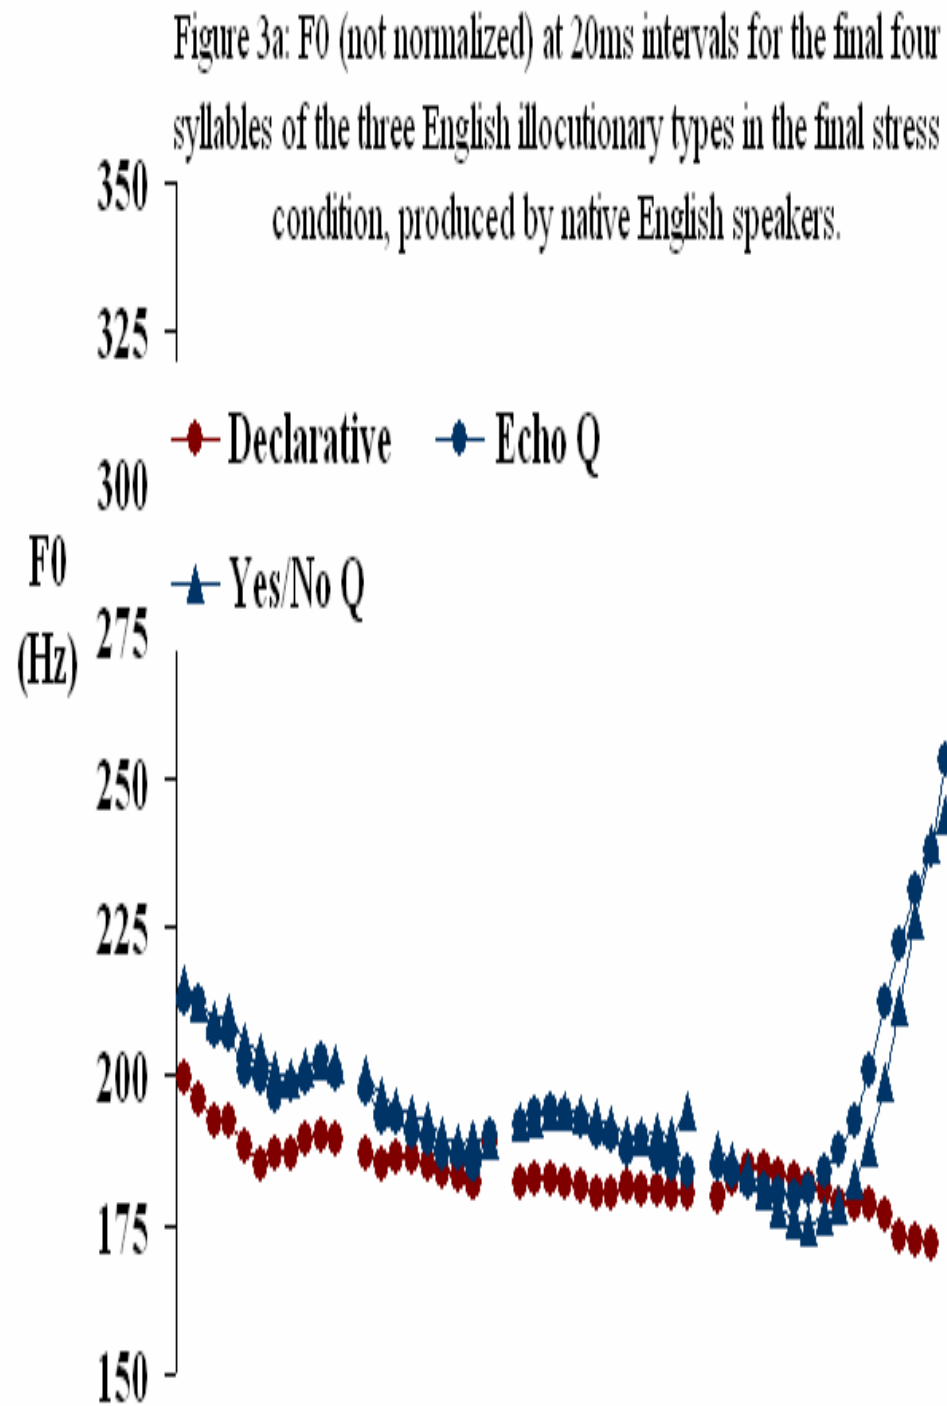 Figure 3a: F0 (not normalized) at 20ms intervals for the final four
syllables of the three English illocutionary types in the final stress
condition, produced by native English speakers.
350
325
Declarative Echo Q
300
F0
Yes/No Q
275
(Hz)
250
225
200
175
150